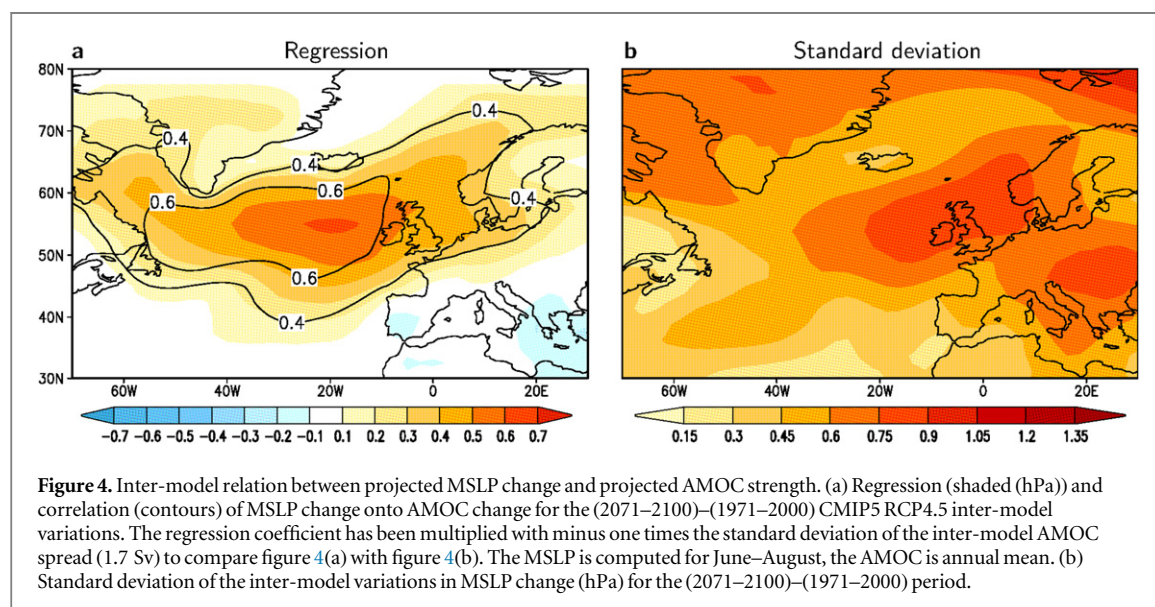 a Regression
b Standard deviation
80N
70N
60N
50N
40N
30N
0.4
0.4
0.4
0.6
0.6
0.4
0.6
0.4
60W 40W 20W 0 20E
60W 40W 20W 0 20E
−0.7 −0.6 −0.5 −0.4 −0.3 −0.2 −0.1 0.1 0.2 0.3 0.4 0.5 0.6 0.7
0.15 0.3 0.45 0.6 0.75 0.9 1.05 1.2 1.35
Figure 4. Inter-model relation between projected MSLP change and projected AMOC strength. (a) Regression (shaded (hPa)) and
correlation (contours) of MSLP change onto AMOC change for the (2071–2100)–(1971–2000) CMIP5 RCP4.5 inter-model
variations. The regression coefficient has been multiplied with minus one times the standard deviation of the inter-model AMOC
spread (1.7 Sv) to compare figure 4(a) with figure 4(b). The MSLP is computed for June–August, the AMOC is annual mean. (b)
Standard deviation of the inter-model variations in MSLP change (hPa) for the (2071–2100)–(1971–2000) period.